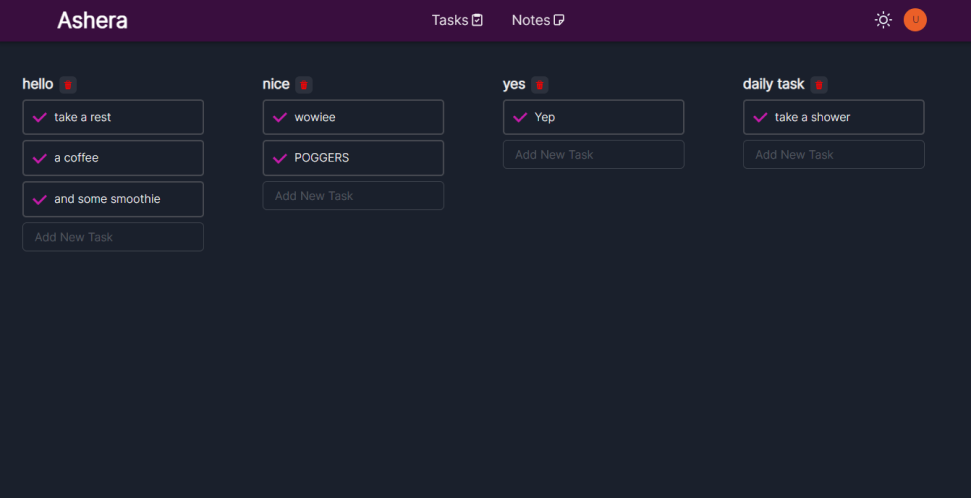 Ashera
Tasks
Notes
U
hello
take a rest
a coffee
and some smoothie
Add New Task
nice
wowiee
POGGERS
Add New Task
yes
Yep
Add New Task
daily task
take a shower
Add New Task